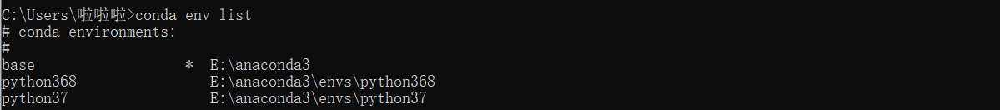 C:\Users\啦啦啦>conda env list
# conda environments:
#
base                  *  E:\anaconda3
python368                E:\anaconda3\envs\python368
python37                 E:\anaconda3\envs\python37